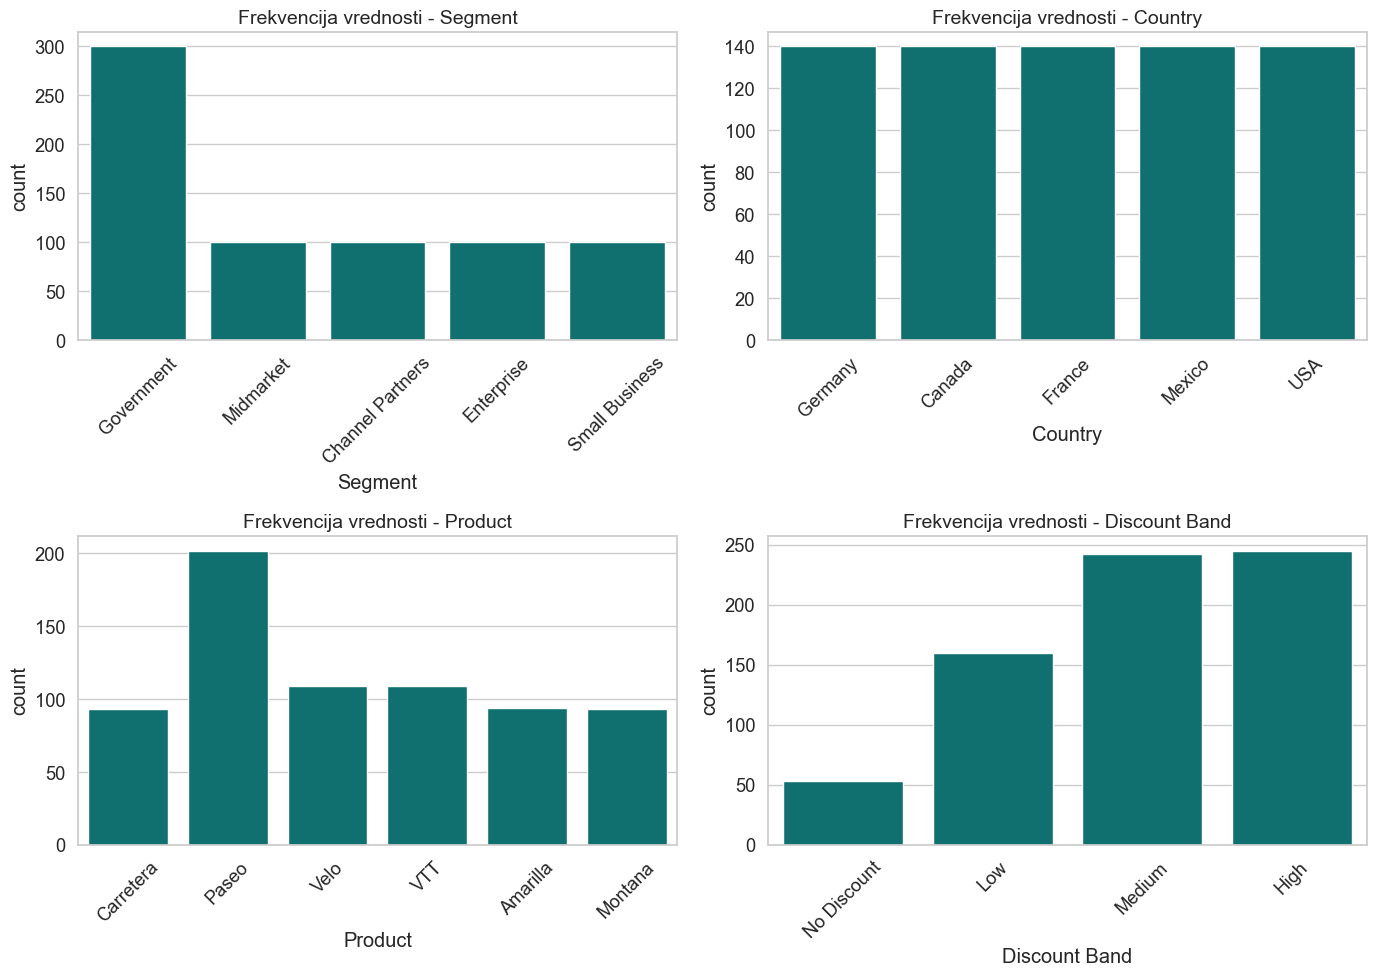 Frekvencija vrednosti - Segment
300
250
200
150
100
50
0
count
Government
Midmarket
Channel Partners
Enterprise
Small Business
Segment
Frekvencija vrednosti - Country
140
120
100
80
60
40
20
0
count
Germany
Canada
France
Mexico
USA
Country
Frekvencija vrednosti - Product
200
150
100
50
0
count
Carretera
Paseo
Velo
VTT
Amarilla
Montana
Product
Frekvencija vrednosti - Discount Band
250
200
150
100
50
0
count
No Discount
Low
Medium
High
Discount Band